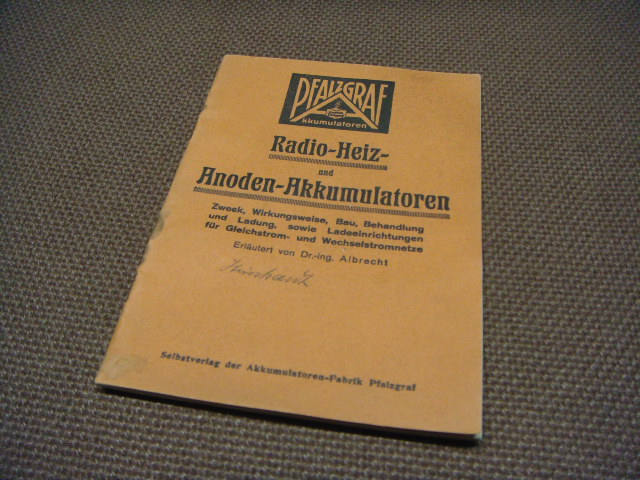 PFALZGRAF
Akkumulatoren
Radio-Heiz-
und
Anoden-Akkumulatoren
Zweck, Wirkungsweise, Bau, Behandlung
und Ladung, sowie Ladeeinrichtungen
für Gleichstrom- und Wechselstromnetze
Erläutert von Dr.-ing. Albrecht
Selbstverlag der Akkumulatoren-Fabrik Pfalzgraf